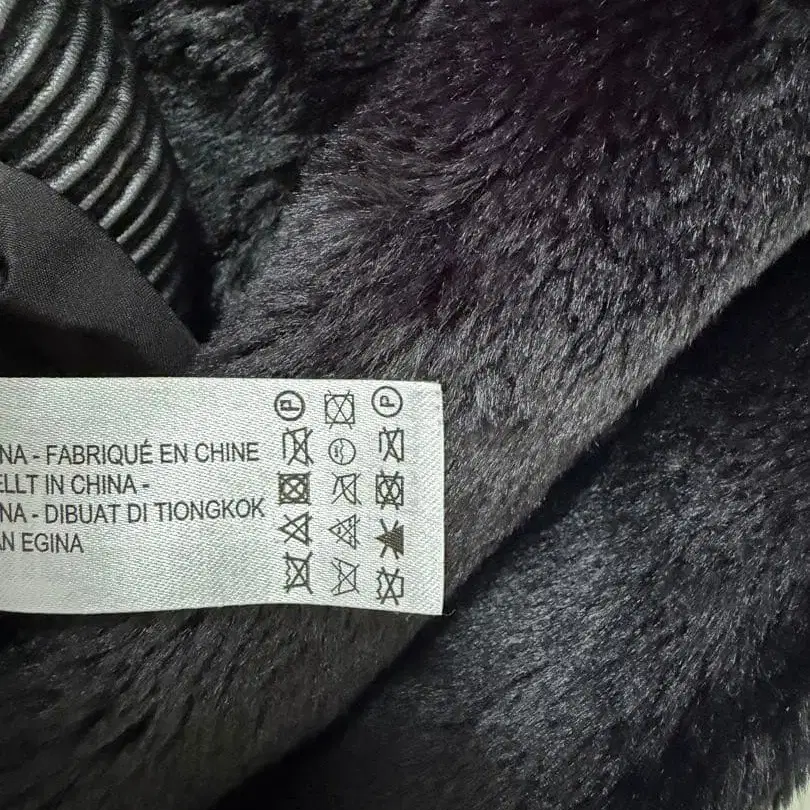 Ⓟ Ⓟ
NA - FABRIQUÉ EN CHINE
ELLT IN CHINA -
NA - DIBUAT DI TIONGKOK
AN EGINA